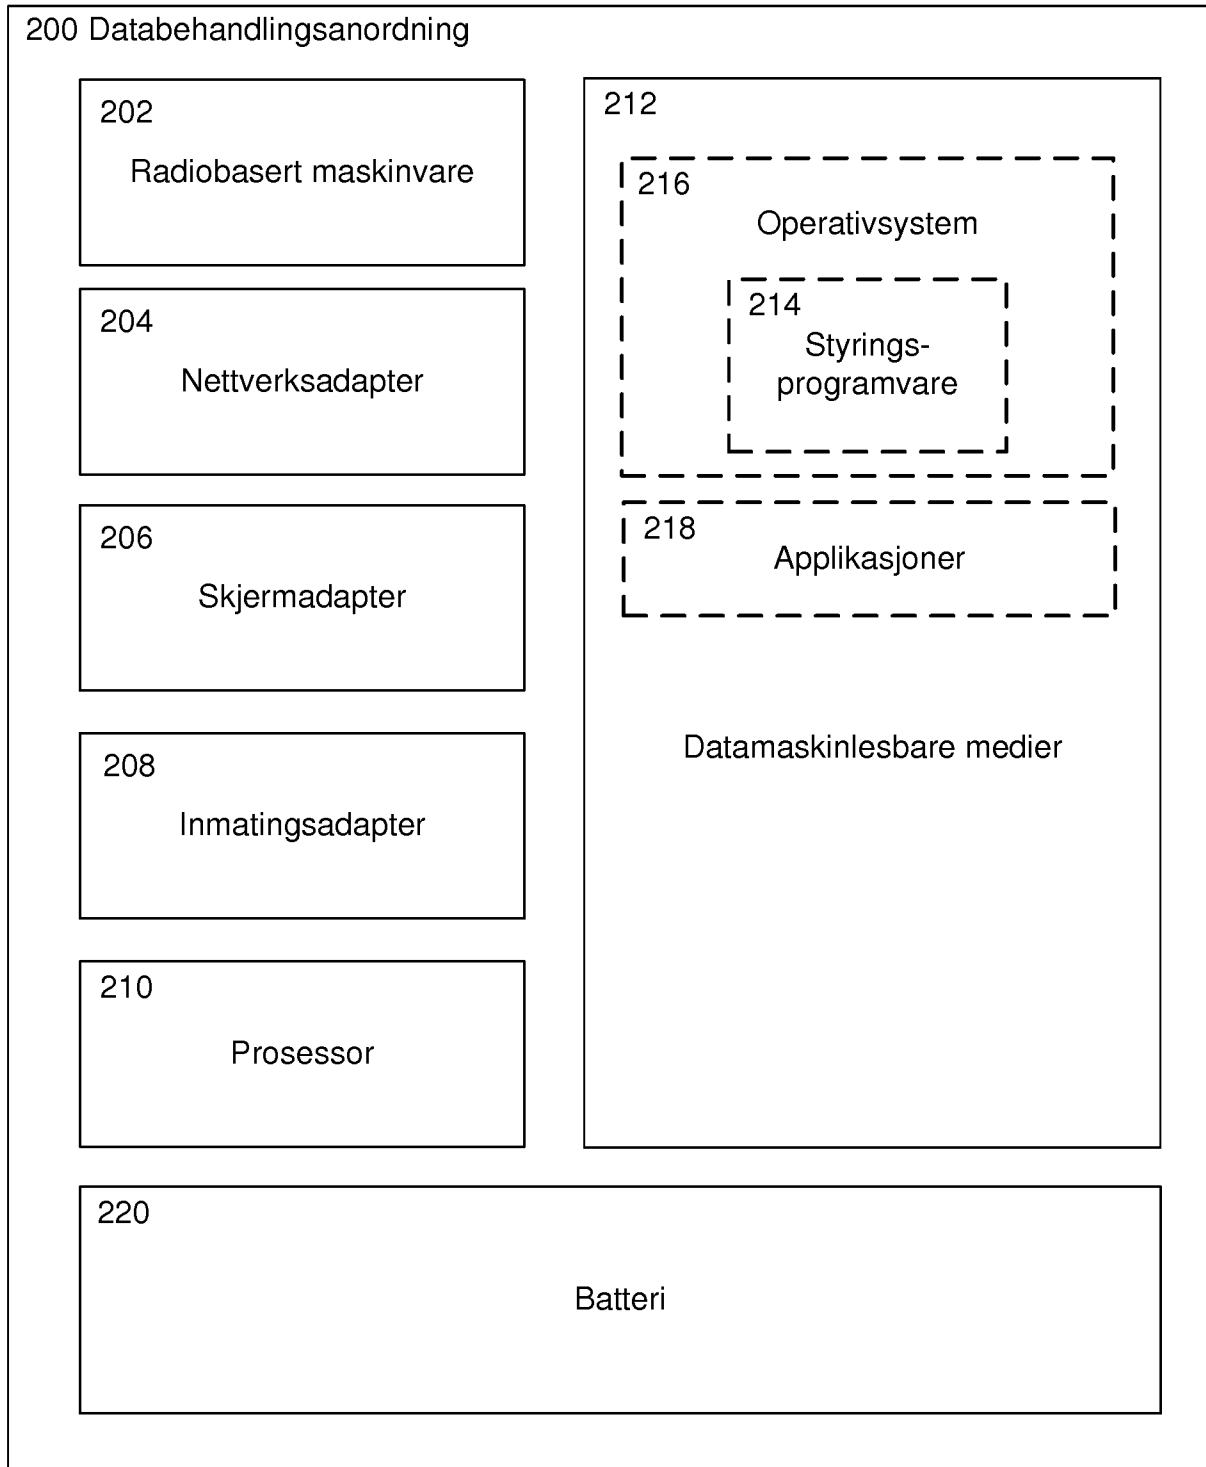 200 Databehandlingsanordning
202
Radiobasert maskinvare
204
Nettverksadapter
206
Skjermadapter
208
Inmatingsadapter
210
Prosessor
212
216
Operativsystem
214
Styrings-
programvare
218
Applikasjoner
Datamaskinlesbare medier
220
Batteri